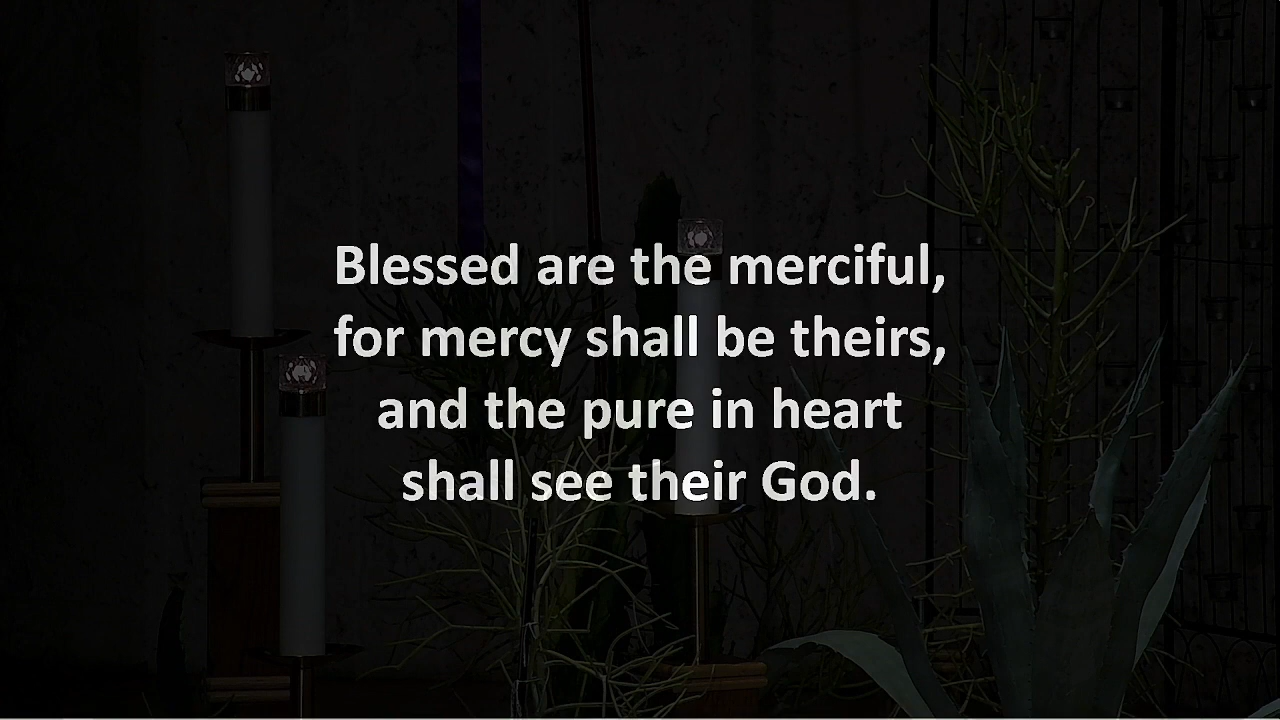 Blessed are the merciful,
for mercy shall be theirs,
and the pure in heart
shall see their God.